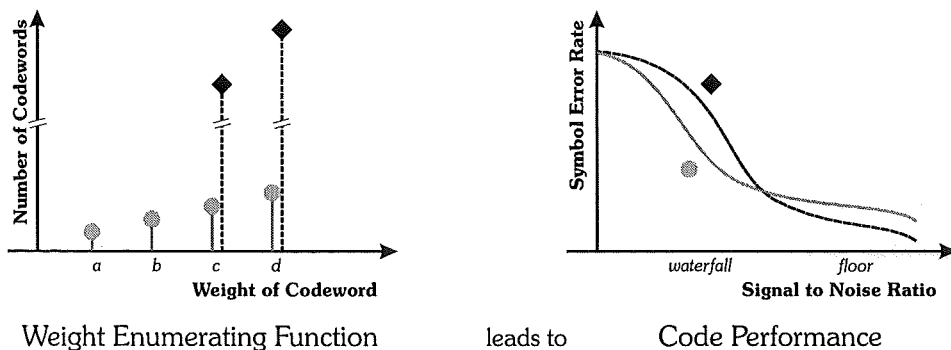 Number of Codewords
a b c d
Weight of Codeword
Weight Enumerating Function
leads to
Symbol Error Rate
waterfall floor
Signal to Noise Ratio
Code Performance